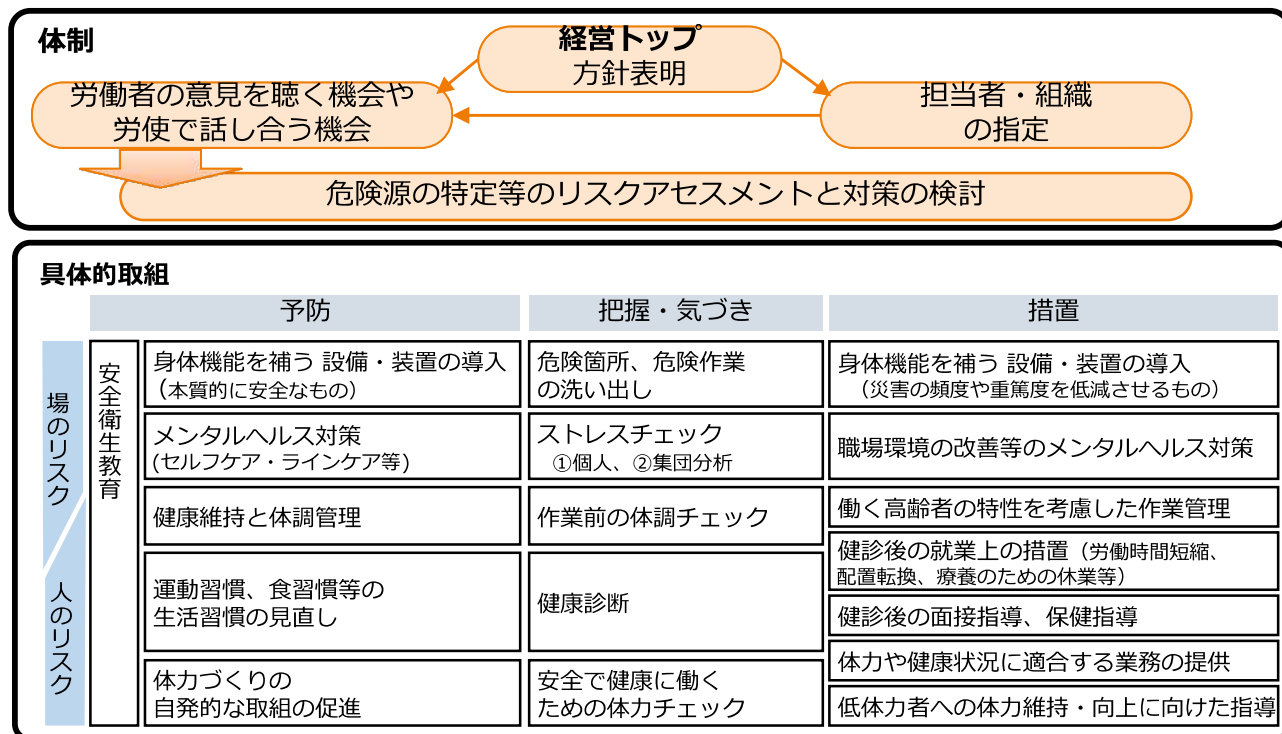 体制
経営トップ
方針表明
労働者の意見を聴く機会や
労使で話し合う機会
担当者・組織
の指定
危険源の特定等のリスクアセスメントと対策の検討
具体的取組
予防
把握・気づき
措置
場のリスク
人のリスク
安全衛生教育
身体機能を補う 設備・装置の導入
（本質的に安全なもの）
危険箇所、危険作業
の洗い出し
身体機能を補う 設備・装置の導入
（災害の頻度や重篤度を低減させるもの）
メンタルヘルス対策
(セルフケア・ラインケア等)
ストレスチェック
①個人、②集団分析
職場環境の改善等のメンタルヘルス対策
健康維持と体調管理
作業前の体調チェック
働く高齢者の特性を考慮した作業管理
運動習慣、食習慣等の
生活習慣の見直し
健康診断
健診後の就業上の措置（労働時間短縮、
配置転換、療養のための休業等）
健診後の面接指導、保健指導
体力づくりの
自発的な取組の促進
安全で健康に働く
ための体力チェック
体力や健康状況に適合する業務の提供
低体力者への体力維持・向上に向けた指導